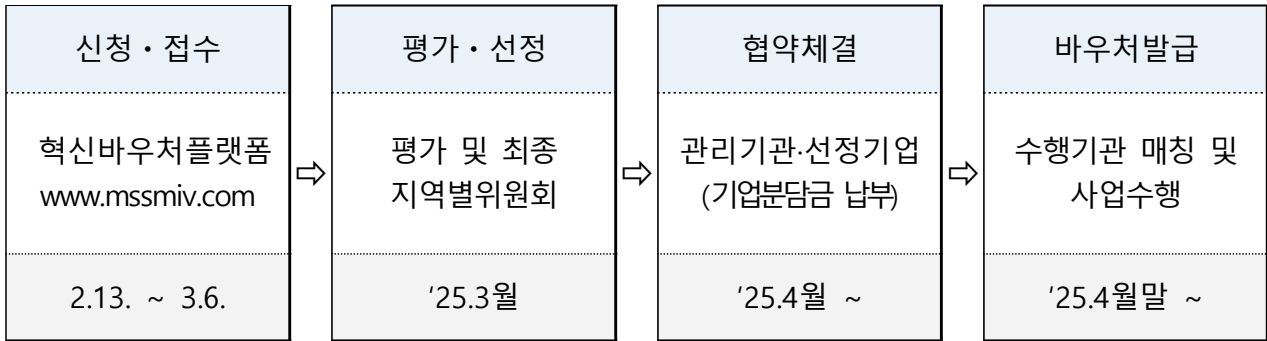 신청・접수
혁신바우처플랫폼
www.mssmiv.com
2.13. ~ 3.6.
⇨
평가・선정
평가 및 최종
지역별위원회
'25.3월
⇨
협약체결
관리기관·선정기업
(기업분담금 납부)
'25.4월 ~
⇨
바우처발급
수행기관 매칭 및
사업수행
'25.4월말 ~